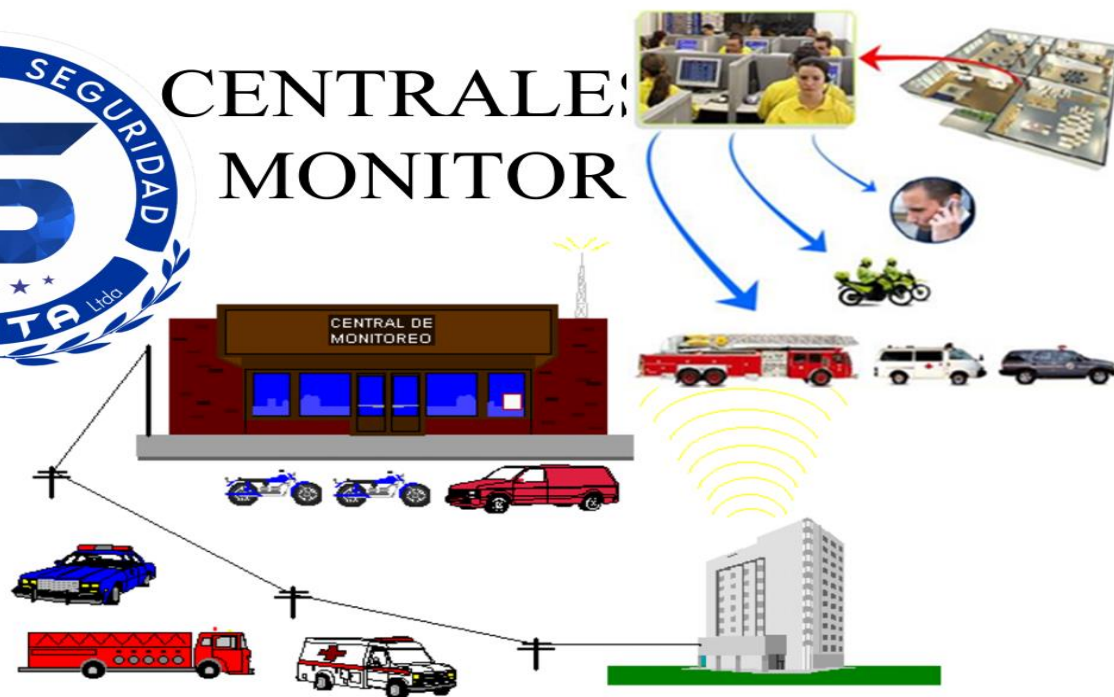 SEGURIDAD
CENTRALES
MONITOR
Ltda
CENTRAL DE
MONITOREO